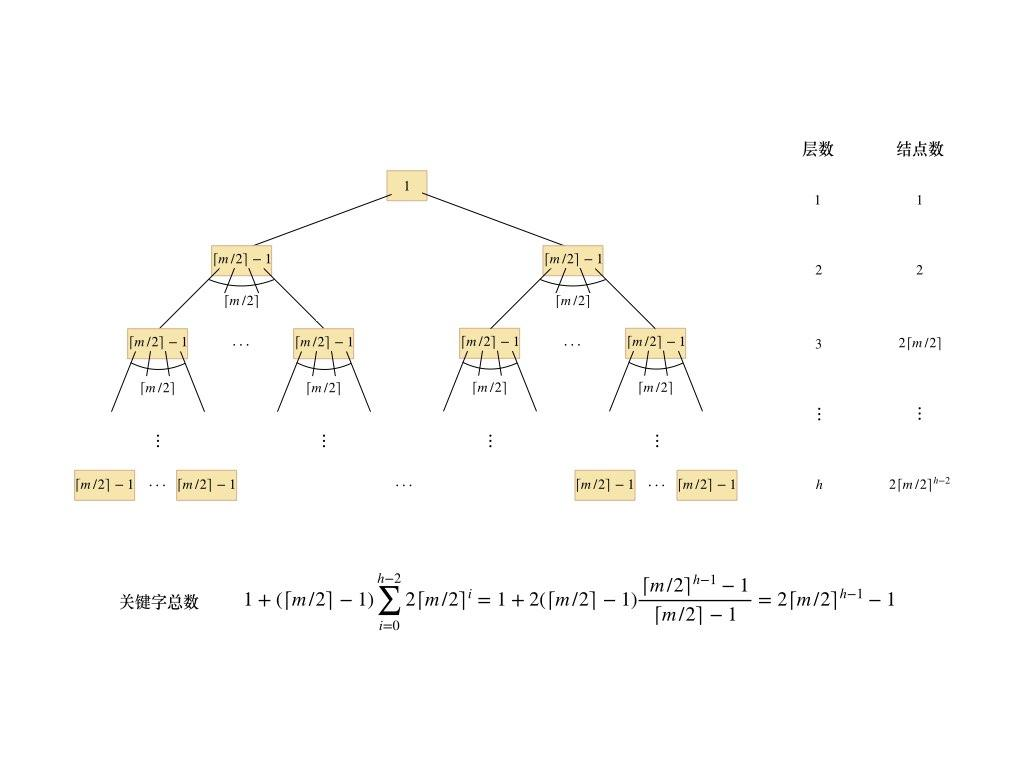 层数 结点数
1
1 1
⌈m/2⌉ − 1 ⌈m/2⌉ − 1
2 2
⌈m/2⌉ ⌈m/2⌉
⌈m/2⌉ − 1 ⋯ ⌈m/2⌉ − 1 ⌈m/2⌉ − 1 ⋯ ⌈m/2⌉ − 1
3 2⌈m/2⌉
⌈m/2⌉ ⌈m/2⌉ ⌈m/2⌉ ⌈m/2⌉
⋮ ⋮
⋮ ⋮ ⋮ ⋮
⌈m/2⌉ − 1 ⋯ ⌈m/2⌉ − 1 ⋯ ⌈m/2⌉ − 1 ⋯ ⌈m/2⌉ − 1 h 2⌈m/2⌉^{h−2}
关键字总数 1 + (⌈m/2⌉ − 1) \sum_{i=0}^{h−2} 2⌈m/2⌉^{i} = 1 + 2(⌈m/2⌉ − 1) \frac{⌈m/2⌉^{h−1} − 1}{⌈m/2⌉ − 1} = 2⌈m/2⌉^{h−1} − 1